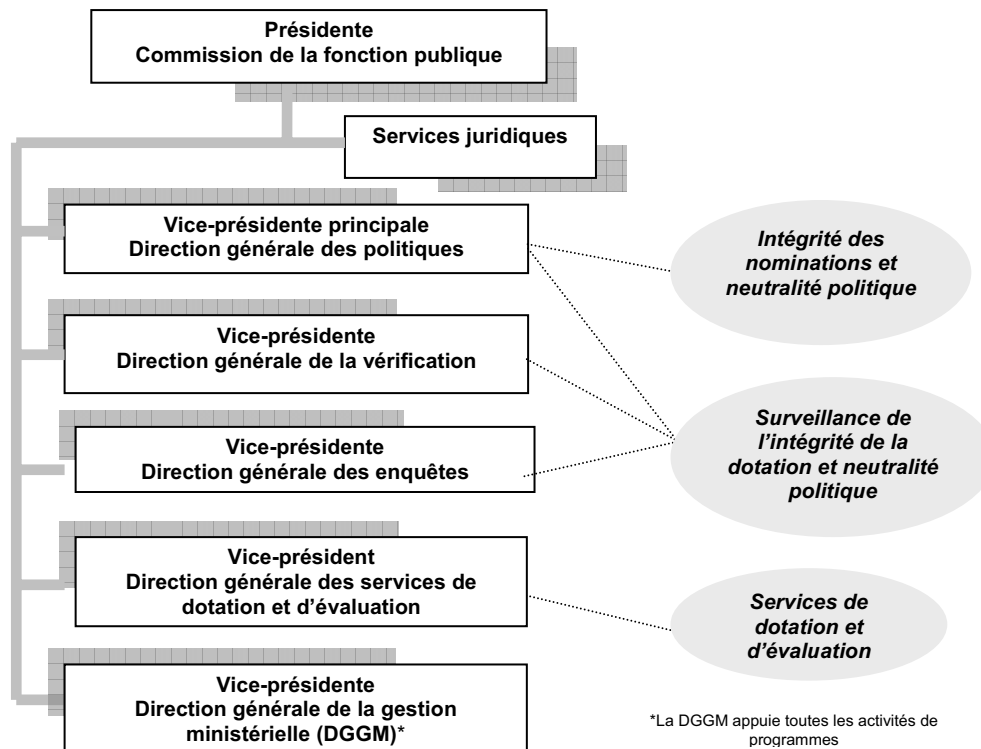 Présidente
Commission de la fonction publique
Services juridiques
Vice-présidente principale
Direction générale des politiques
Intégrité des
nominations et
neutralité politique
Vice-présidente
Direction générale de la vérification
Surveillance de
l'intégrité de la
dotation et neutralité
politique
Vice-présidente
Direction générale des enquêtes
Vice-président
Direction générale des services de
dotation et d'évaluation
Services de
dotation et
d'évaluation
Vice-présidente
Direction générale de la gestion
ministérielle (DGGM)*
*La DGGM appuie toutes les activités de
programmes